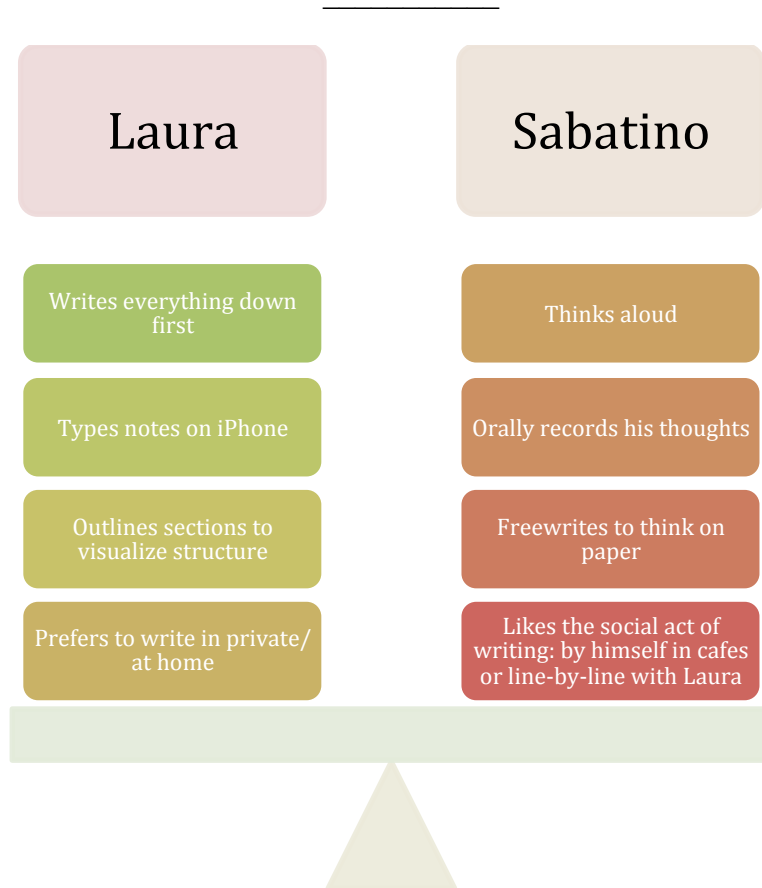 Laura
Sabatino
Writes everything down
first
Thinks aloud
Types notes on iPhone
Orally records his thoughts
Outlines sections to
visualize structure
Freewrites to think on
paper
Prefers to write in private/
at home
Likes the social act of
writing: by himself in cafes
or line-by-line with Laura